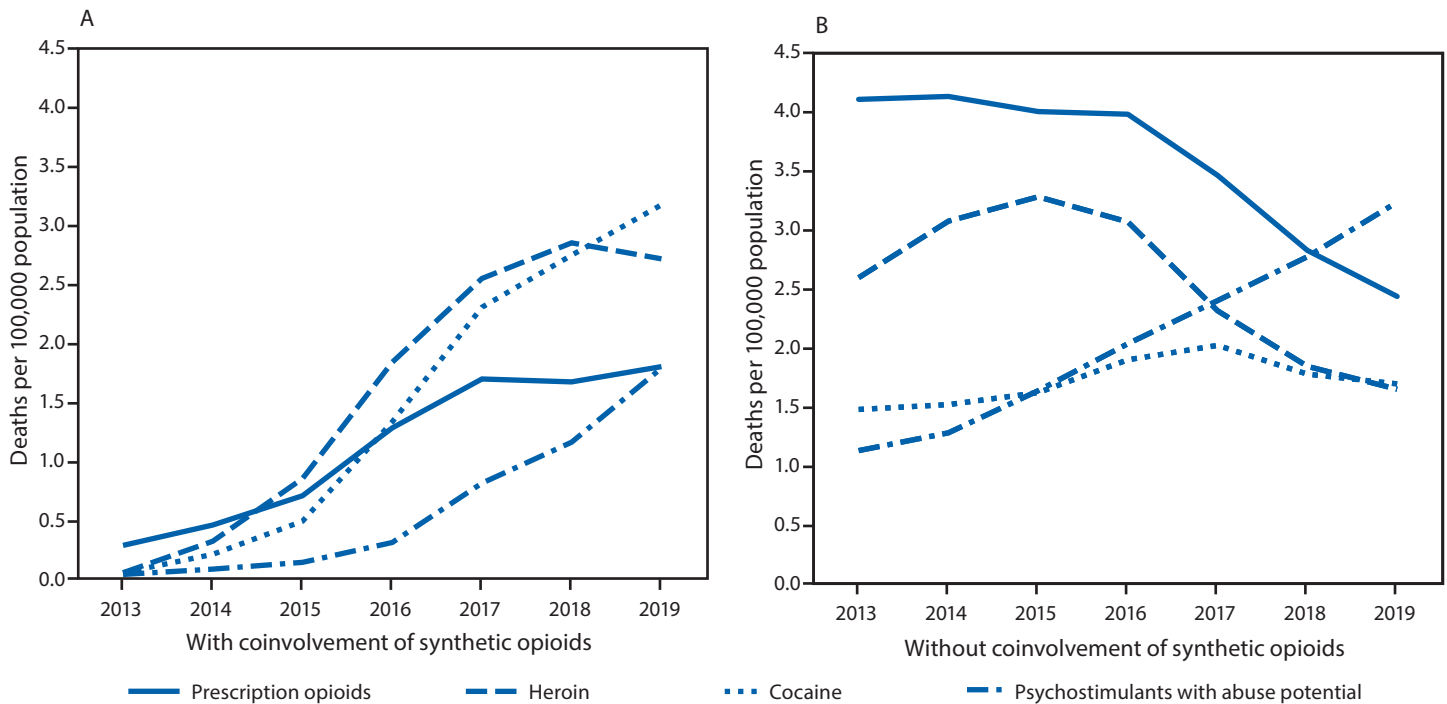 A
B
4.5
4.0
3.5
3.0
2.5
2.0
1.5
1.0
0.5
0.0
Deaths per 100,000 population
2013 2014 2015 2016 2017 2018 2019
With coinvolvement of synthetic opioids
4.5
4.0
3.5
3.0
2.5
2.0
1.5
1.0
0.5
0.0
Deaths per 100,000 population
2013 2014 2015 2016 2017 2018 2019
Without coinvolvement of synthetic opioids
Prescription opioids Heroin Cocaine Psychostimulants with abuse potential